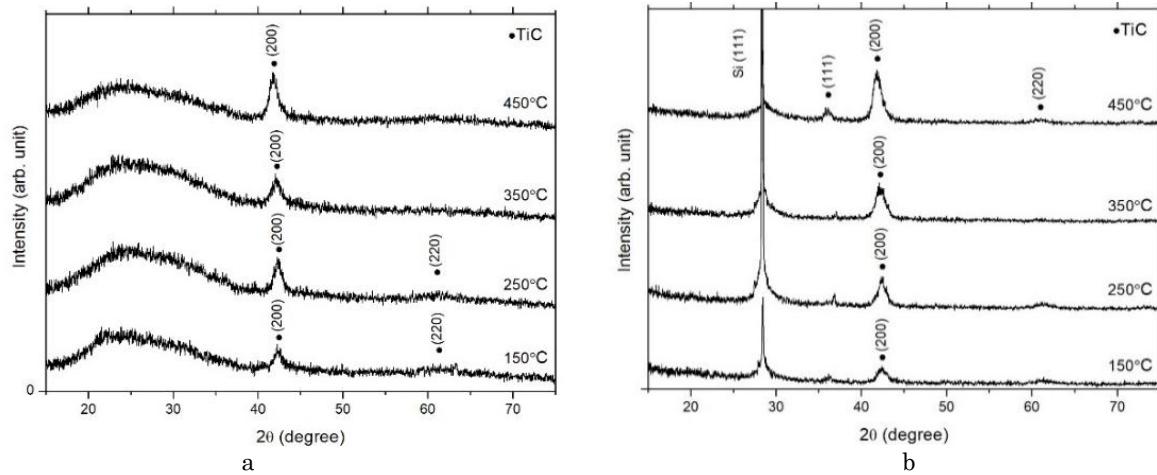 •TiC
(200)
450°C
(200)
350°C
(200)
(220)
250°C
(200)
(220)
150°C
0
20 30 40 50 60 70
Intensity (arb. unit)
2θ (degree)
a
•TiC
Si (111)
(111)
(200)
(220)
450°C
(200)
350°C
(200)
250°C
(200)
150°C
20 30 40 50 60 70
Intensity (arb. unit)
2θ (degree)
b